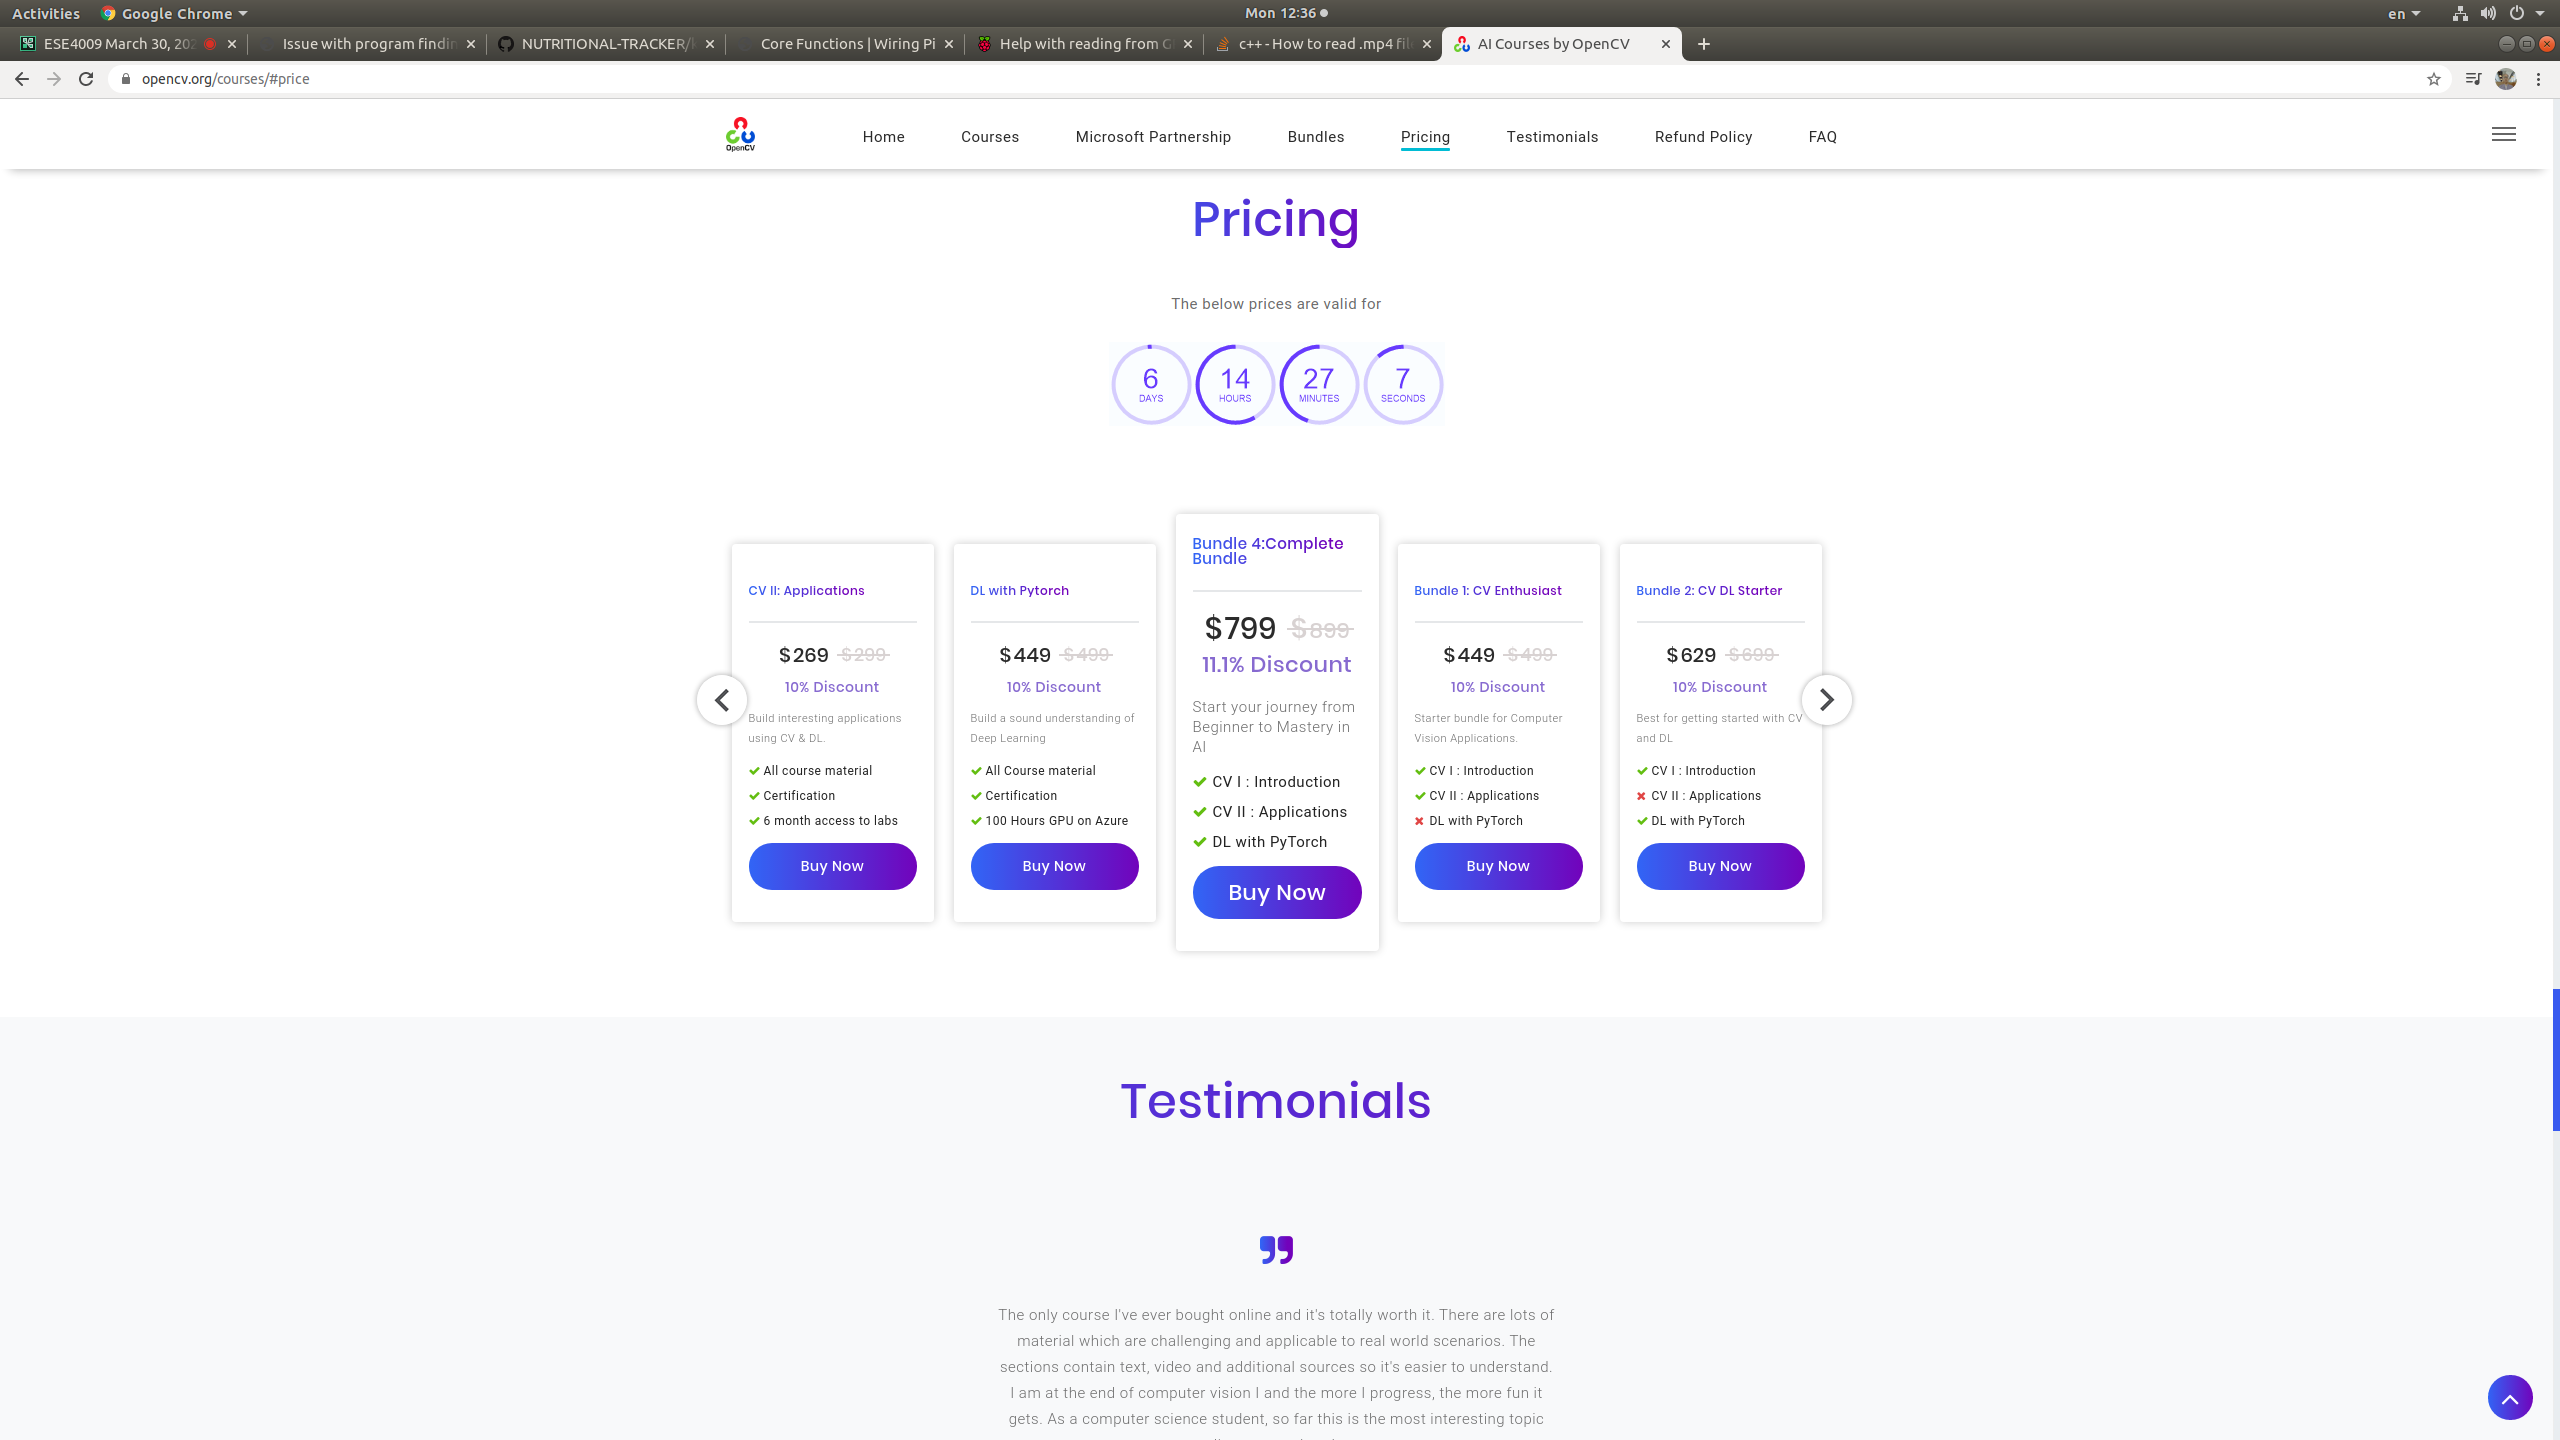 Activities Google Chrome Mon 12:36 en
ESE4009 March 30, 202 Issue with program findin NUTRITIONAL-TRACKER/ Core Functions | Wiring Pi Help with reading from G c++ - How to read .mp4 fil AI Courses by OpenCV
opencv.org/courses/#price
OpenCV Home Courses Microsoft Partnership Bundles Pricing Testimonials Refund Policy FAQ
Pricing
The below prices are valid for
6 14 27 7
DAYS HOURS MINUTES SECONDS
CV II: Applications
$269 $299
10% Discount
Build interesting applications
using CV & DL.
All course material
Certification
6 month access to labs
Buy Now
DL with Pytorch
$449 $499
10% Discount
Build a sound understanding of
Deep Learning
All Course material
Certification
100 Hours GPU on Azure
Buy Now
Bundle 4:Complete
Bundle
$799 $899
11.1% Discount
Start your journey from
Beginner to Mastery in
AI
CV I : Introduction
CV II : Applications
DL with PyTorch
Buy Now
Bundle 1: CV Enthusiast
$449 $499
10% Discount
Starter bundle for Computer
Vision Applications.
CV I : Introduction
CV II : Applications
DL with PyTorch
Buy Now
Bundle 2: CV DL Starter
$629 $699
10% Discount
Best for getting started with CV
and DL
CV I : Introduction
CV II : Applications
DL with PyTorch
Buy Now
Testimonials
The only course I've ever bought online and it's totally worth it. There are lots of
material which are challenging and applicable to real world scenarios. The
sections contain text, video and additional sources so it's easier to understand.
I am at the end of computer vision I and the more I progress, the more fun it
gets. As a computer science student, so far this is the most interesting topic